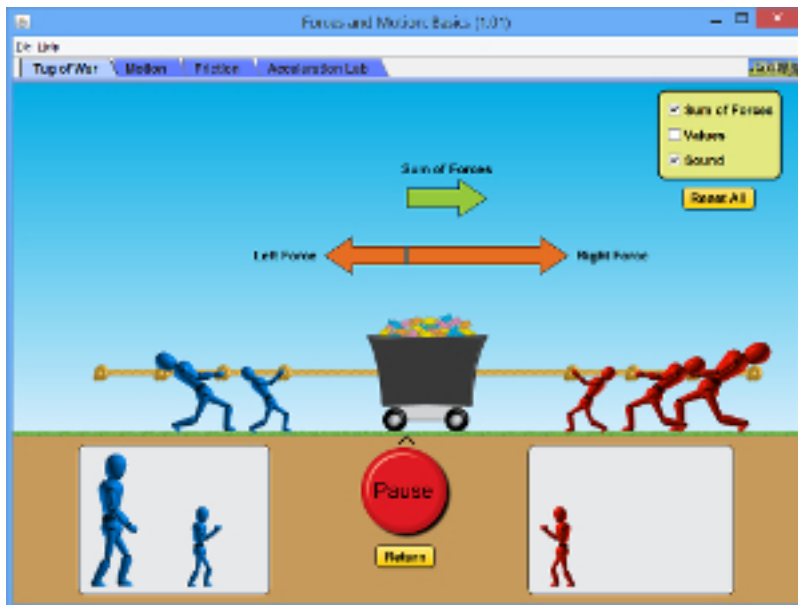 Forces and Motion: Basics (1.01)
File Help
Tug of War Motion Friction Acceleration Lab
Sum of Forces
Values
Sound
Reset All
Sum of Forces
Left Force
Right Force
Pause
Return